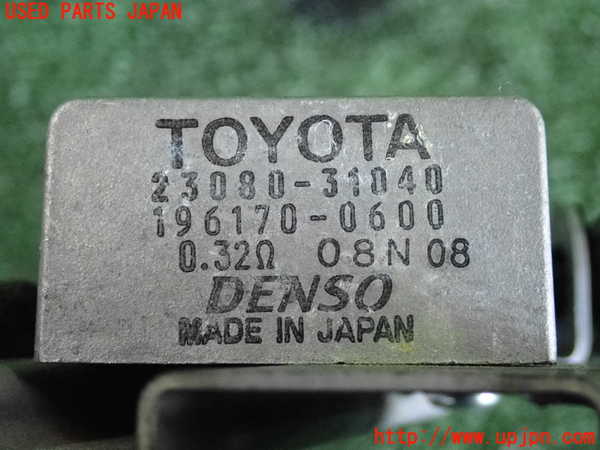 USED PARTS JAPAN
TOYOTA
23080-31040
196170-0600
0.32Ω 08N08
DENSO
MADE IN JAPAN
http://www.upjpn.com